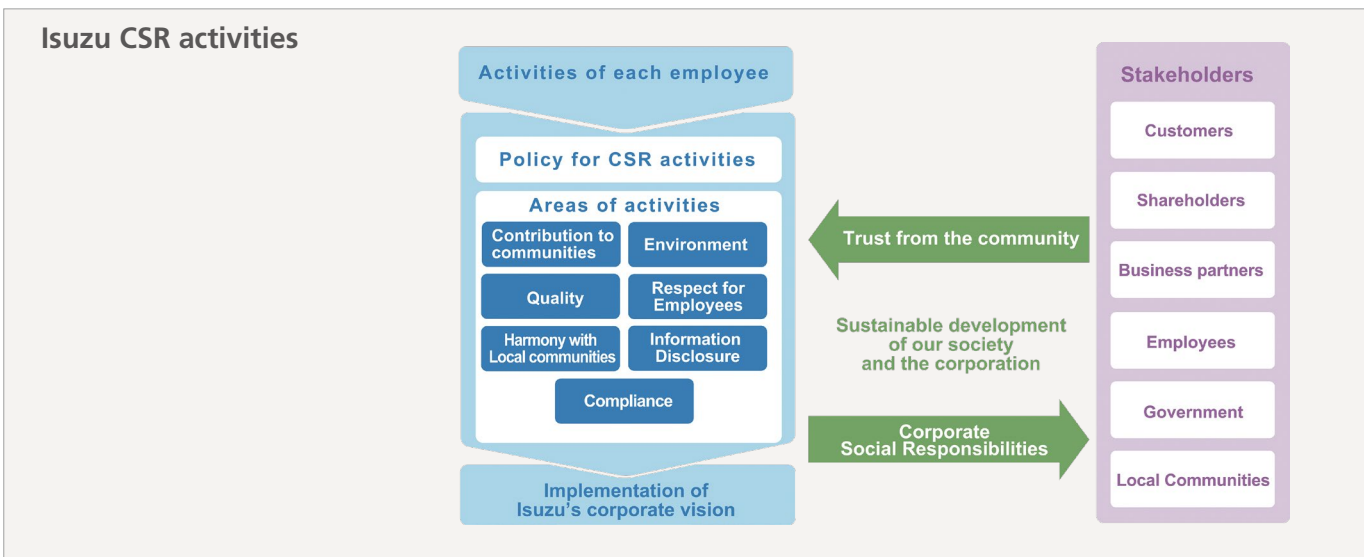 Isuzu CSR activities
Activities of each employee
Policy for CSR activities
Areas of activities
Contribution to
communities
Environment
Quality
Respect for
Employees
Harmony with
Local communities
Information
Disclosure
Compliance
Implementation of
Isuzu's corporate vision
Trust from the community
Sustainable development
of our society
and the corporation
Corporate
Social Responsibilities
Stakeholders
Customers
Shareholders
Business partners
Employees
Government
Local Communities